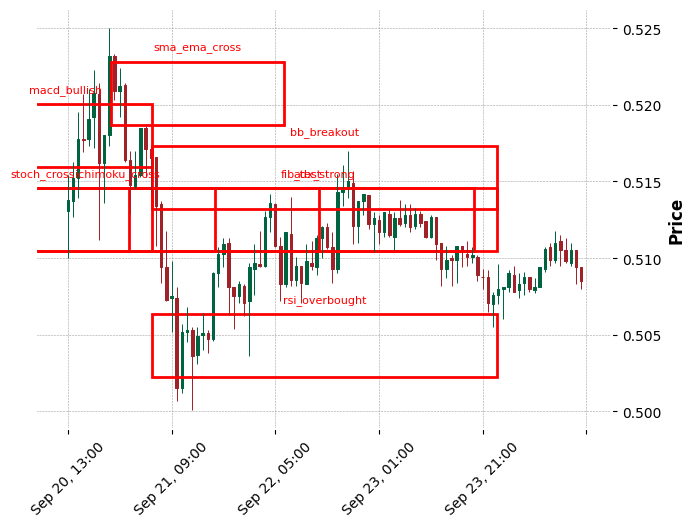 sma_ema_cross
macd_bullish
bb_breakout
stoch_cross
ichimoku_cross
rsi_overbought
0.525
0.520
0.515
0.510
0.505
0.500
Price
Sep 20, 13:00
Sep 21, 09:00
Sep 22, 05:00
Sep 23, 01:00
Sep 23, 21:00